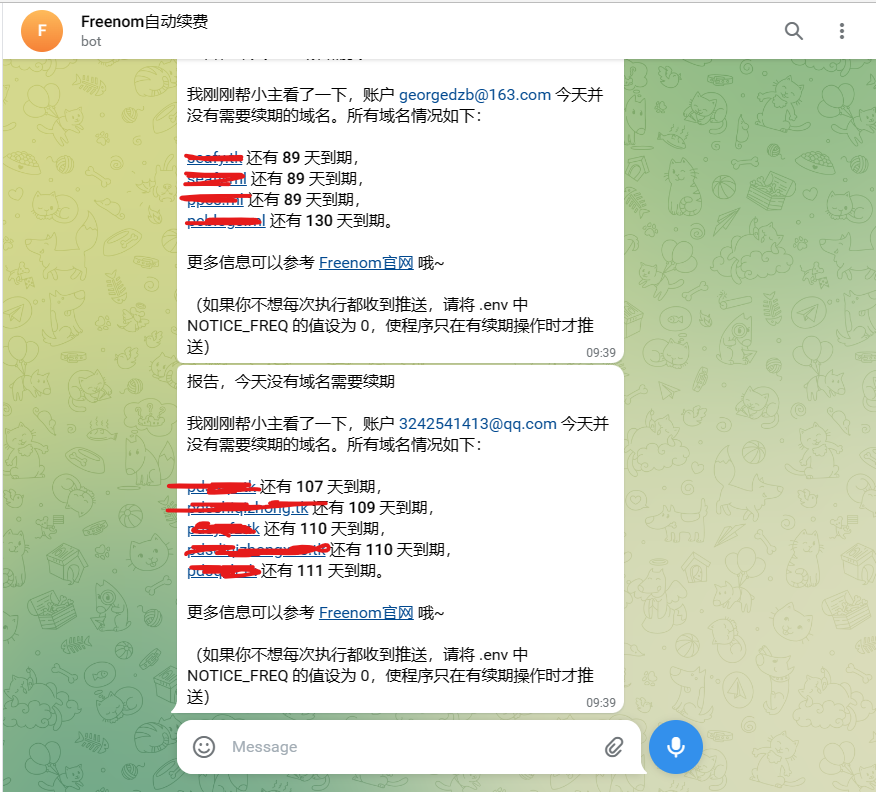 F
Freenom自动续费
bot
我刚刚帮小主看了一下，账户 georgedzb@163.com 今天并
没有需要续期的域名。所有域名情况如下：
还有 89 天到期，
还有 89 天到期，
还有 89 天到期，
还有 130 天到期。
更多信息可以参考 Freenom官网 哦~
（如果你不想每次执行都收到推送，请将 .env 中
NOTICE_FREQ 的值设为 0，使程序只在有续期操作时才推
送）
09:39
报告，今天没有域名需要续期
我刚刚帮小主看了一下，账户 3242541413@qq.com 今天并
没有需要续期的域名。所有域名情况如下：
还有 107 天到期，
还有 109 天到期，
还有 110 天到期，
还有 110 天到期，
还有 111 天到期。
更多信息可以参考 Freenom官网 哦~
（如果你不想每次执行都收到推送，请将 .env 中
NOTICE_FREQ 的值设为 0，使程序只在有续期操作时才推
送）
09:39
Message